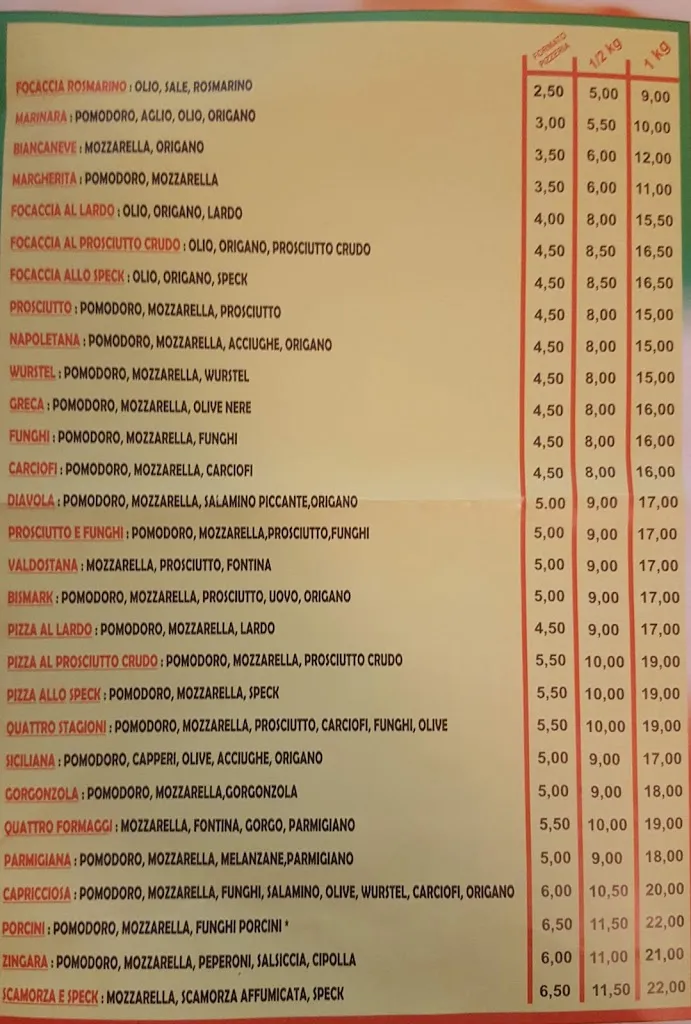 FORMATO PIZZERIA 1/2 kg 1 kg
FOCACCIA ROSMARINO : OLIO, SALE, ROSMARINO 2,50 5,00 9,00
MARINARA : POMODORO, AGLIO, OLIO, ORIGANO 3,00 5,50 10,00
BIANCANEVE : MOZZARELLA, ORIGANO 3,50 6,00 12,00
MARGHERITA : POMODORO, MOZZARELLA 3,50 6,00 11,00
FOCACCIA AL LARDO : OLIO, ORIGANO, LARDO 4,00 8,00 15,50
FOCACCIA AL PROSCIUTTO CRUDO : OLIO, ORIGANO, PROSCIUTTO CRUDO 4,50 8,50 16,50
FOCACCIA ALLO SPECK : OLIO, ORIGANO, SPECK 4,50 8,50 16,50
PROSCIUTTO : POMODORO, MOZZARELLA, PROSCIUTTO 4,50 8,00 15,00
NAPOLETANA : POMODORO, MOZZARELLA, ACCIUGHE, ORIGANO 4,50 8,00 15,00
WURSTEL : POMODORO, MOZZARELLA, WURSTEL 4,50 8,00 15,00
GRECA : POMODORO, MOZZARELLA, OLIVE NERE 4,50 8,00 16,00
FUNGHI : POMODORO, MOZZARELLA, FUNGHI 4,50 8,00 16,00
CARCIOFI : POMODORO, MOZZARELLA, CARCIOFI 4,50 8,00 16,00
DIAVOLA : POMODORO, MOZZARELLA, SALAMINO PICCANTE,ORIGANO 5.00 9,00 17,00
PROSCIUTTO E FUNGHI : POMODORO, MOZZARELLA,PROSCIUTTO,FUNGHI 5,00 9,00 17,00
VALDOSTANA : MOZZARELLA, PROSCIUTTO, FONTINA 5,00 9,00 17,00
BISMARK : POMODORO, MOZZARELLA, PROSCIUTTO, UOVO, ORIGANO 5,00 9,00 17,00
PIZZA AL LARDO : POMODORO, MOZZARELLA, LARDO 4,50 9,00 17,00
PIZZA AL PROSCIUTTO CRUDO : POMODORO, MOZZARELLA, PROSCIUTTO CRUDO 5,50 10,00 19,00
PIZZA ALLO SPECK : POMODORO, MOZZARELLA, SPECK 5,50 10,00 19,00
QUATTRO STAGIONI : POMODORO, MOZZARELLA, PROSCIUTTO, CARCIOFI, FUNGHI, OLIVE 5,50 10,00 19,00
SICILIANA : POMODORO, CAPPERI, OLIVE, ACCIUGHE, ORIGANO 5,00 9,00 17,00
GORGONZOLA : POMODORO, MOZZARELLA,GORGONZOLA 5,00 9,00 18,00
QUATTRO FORMAGGI : MOZZARELLA, FONTINA, GORGO, PARMIGIANO 5,50 10,00 19,00
PARMIGIANA : POMODORO, MOZZARELLA, MELANZANE,PARMIGIANO 5,00 9,00 18,00
CAPRICCIOSA : POMODORO, MOZZARELLA, FUNGHI, SALAMINO, OLIVE, WURSTEL, CARCIOFI, ORIGANO 6,00 10,50 20,00
PORCINI : POMODORO, MOZZARELLA, FUNGHI PORCINI * 6,50 11,50 22,00
ZINGARA : POMODORO, MOZZARELLA, PEPERONI, SALSICCIA, CIPOLLA 6,00 11,00 21,00
SCAMORZA E SPECK : MOZZARELLA, SCAMORZA AFFUMICATA, SPECK 6,50 11,50 22,00